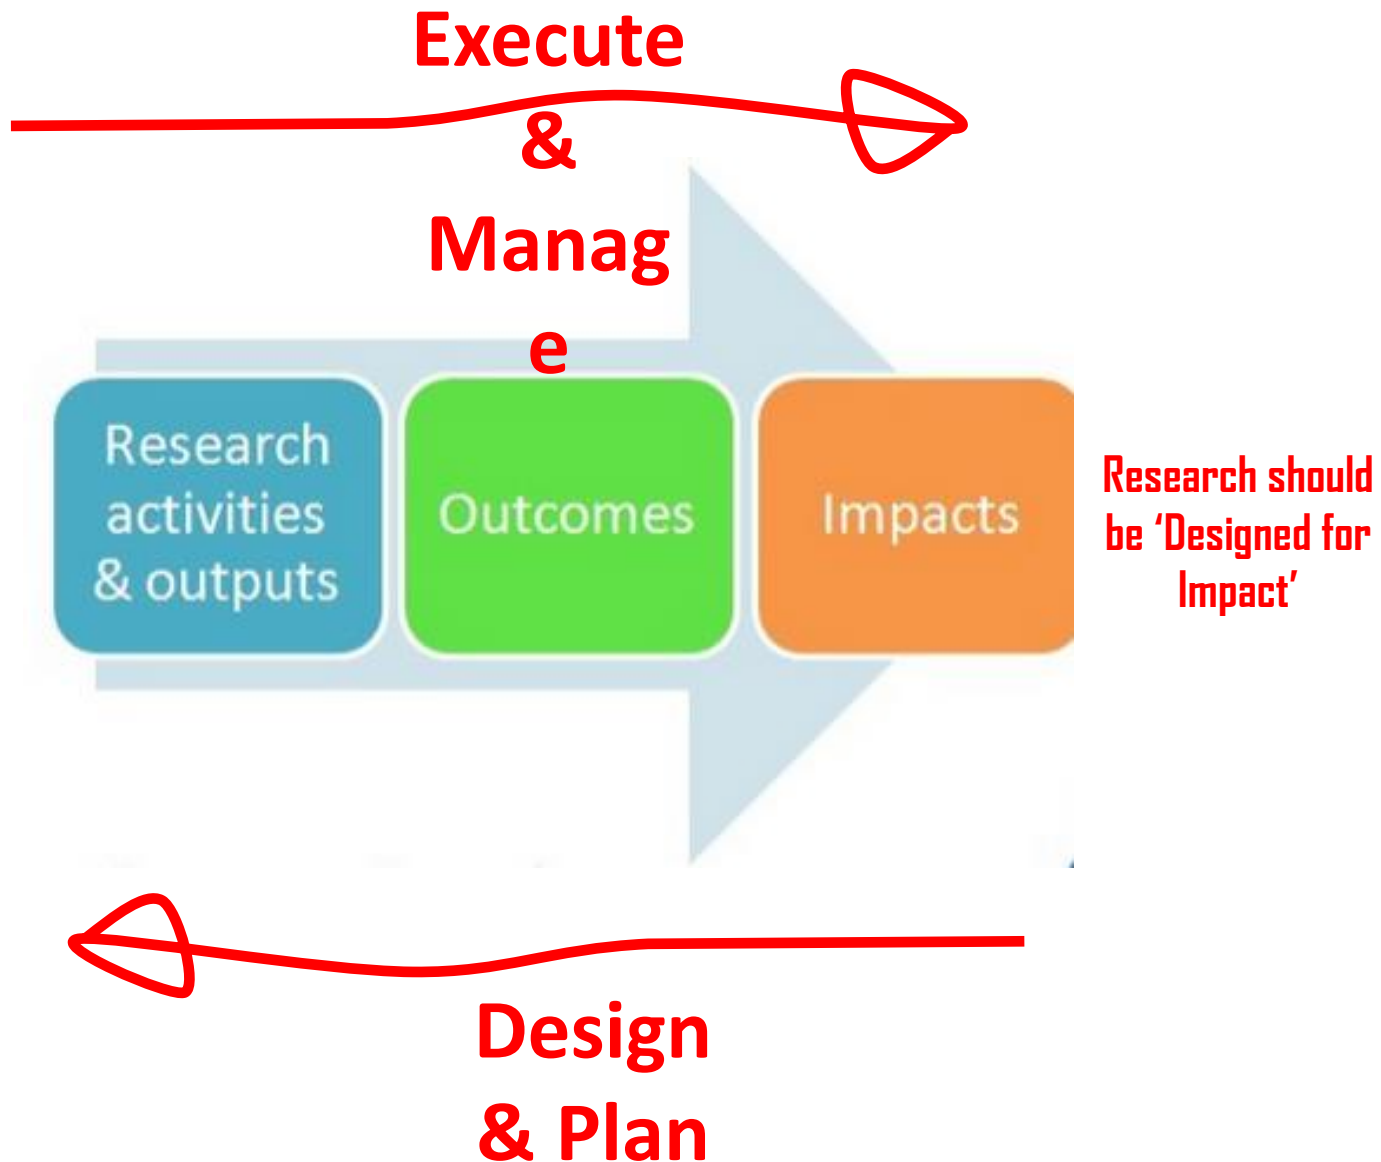 Execute
&
Manag
e
Research
activities
& outputs
Outcomes
Impacts
Research should
be ‘Designed for
Impact’
Design
& Plan